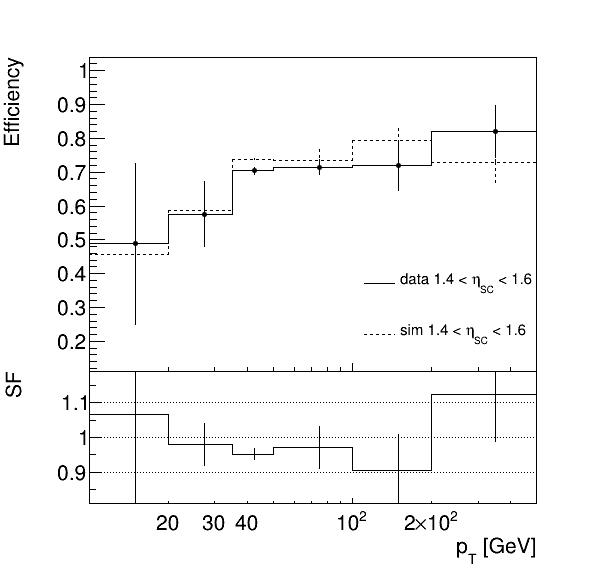 Efficiency
1
0.9
0.8
0.7
0.6
0.5
0.4
0.3
0.2
data 1.4 < η_SC < 1.6
sim 1.4 < η_SC < 1.6
SF
1.1
1
0.9
20 30 40 10² 2×10²
p_T [GeV]